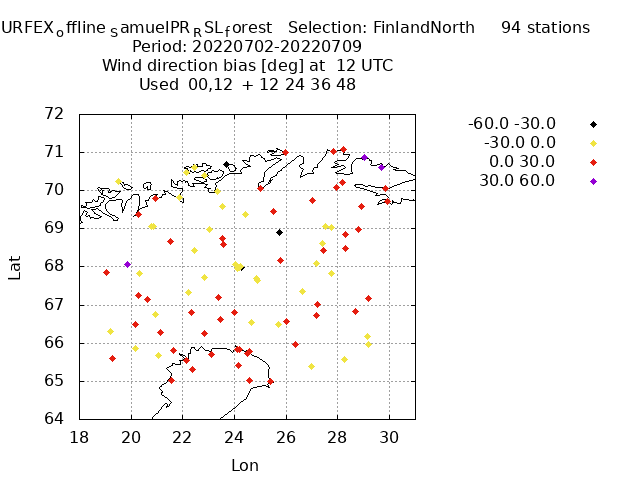 URFEXoffline SamuelPRRSLforest Selection: FinlandNorth 94 stations
Period: 20220702-20220709
Wind direction bias [deg] at 12 UTC
Used 00,12 + 12 24 36 48
-60.0 -30.0
-30.0 0.0
0.0 30.0
30.0 60.0
72
71
70
69
68
67
66
65
64
Lat
18 20 22 24 26 28 30
Lon